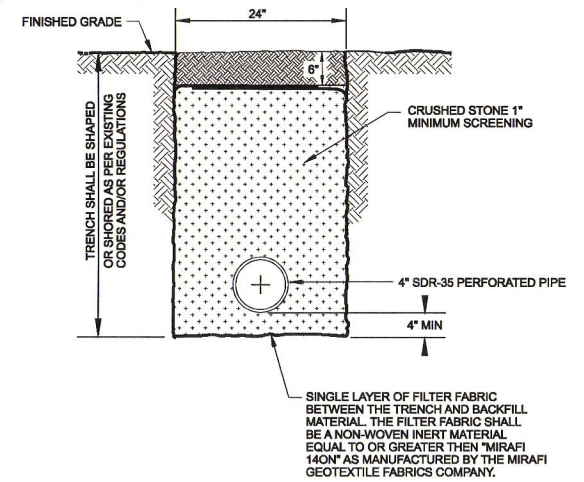 24"
FINISHED GRADE
6"
TRENCH SHALL BE SHAPED
OR SHORED AS PER EXISTING
CODES AND/OR REGULATIONS
CRUSHED STONE 1"
MINIMUM SCREENING
4" SDR-35 PERFORATED PIPE
4" MIN
SINGLE LAYER OF FILTER FABRIC
BETWEEN THE TRENCH AND BACKFILL
MATERIAL. THE FILTER FABRIC SHALL
BE A NON-WOVEN INERT MATERIAL
EQUAL TO OR GREATER THEN "MIRAFI
140N" AS MANUFACTURED BY THE MIRAFI
GEOTEXTILE FABRICS COMPANY.